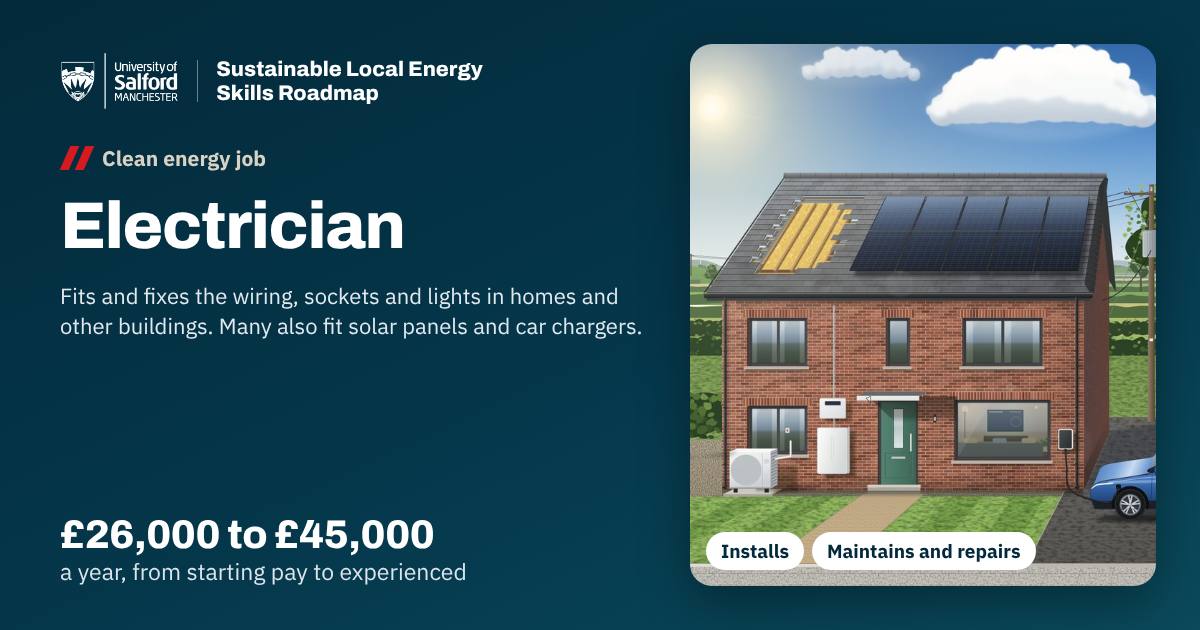 University of
Salford
MANCHESTER
Sustainable Local Energy
Skills Roadmap
Clean energy job
Electrician
Fits and fixes the wiring, sockets and lights in homes and
other buildings. Many also fit solar panels and car chargers.
£26,000 to £45,000
a year, from starting pay to experienced
Installs
Maintains and repairs